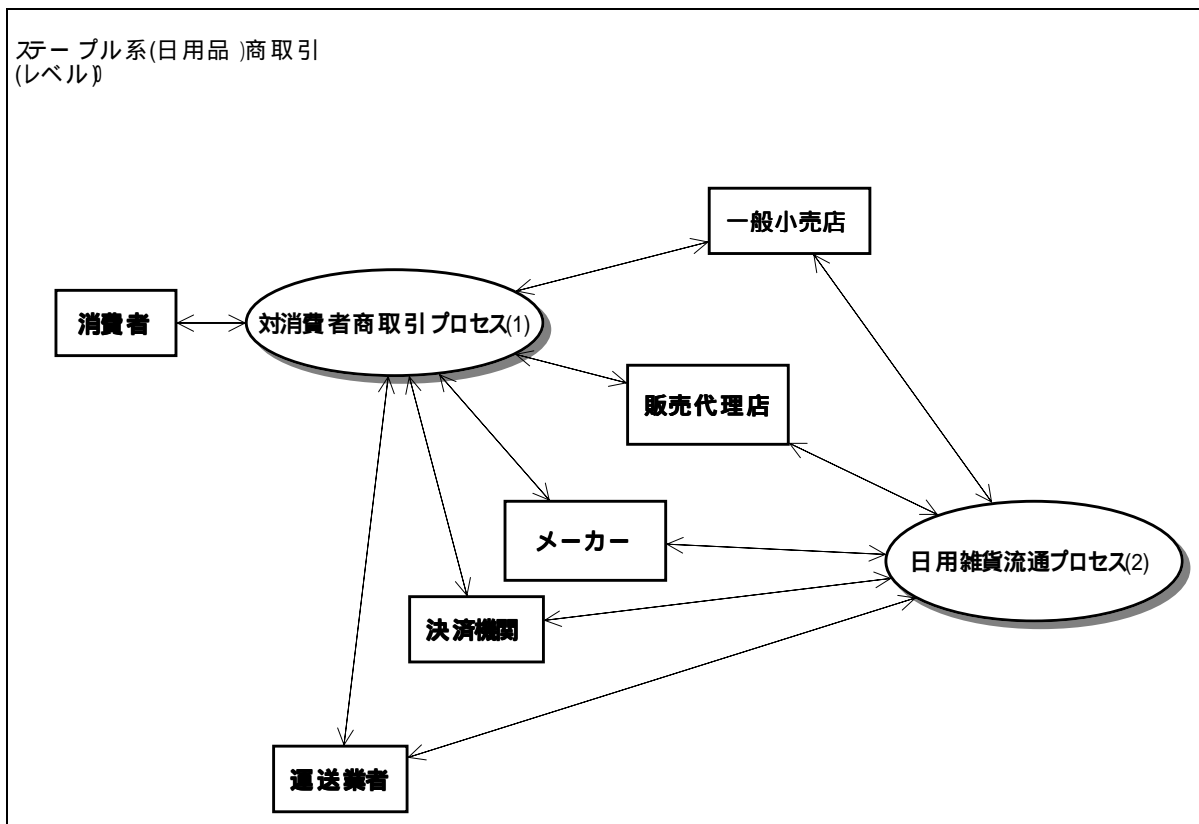 ステープル系(日用品)商取引
(レベル0)
一般小売店
消費者
対消費者商取引プロセス(1)
販売代理店
メーカー
日用雑貨流通プロセス(2)
決済機関
運送業者